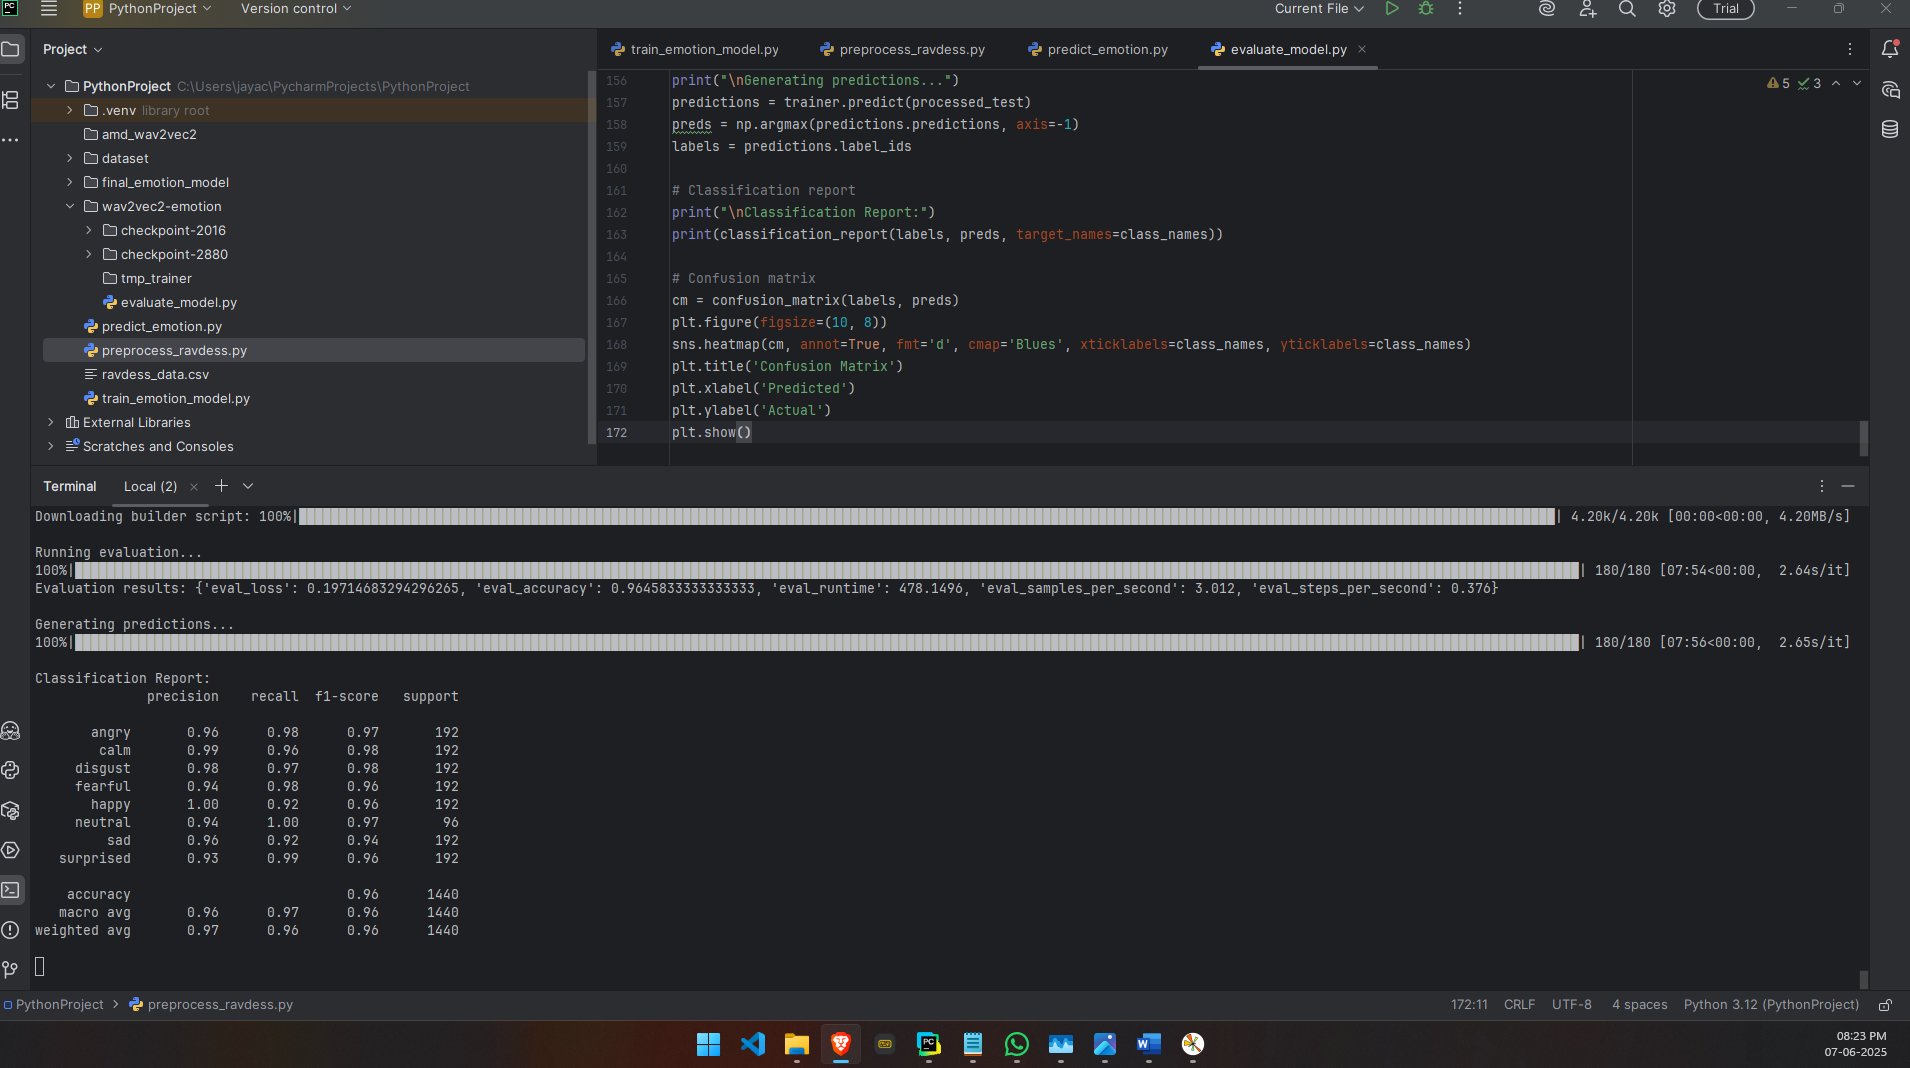 PC
PP PythonProject
Version control
Current File
Trial
Project
train_emotion_model.py
preprocess_ravdess.py
predict_emotion.py
evaluate_model.py
PythonProject C:\Users\jayac\PycharmProjects\PythonProject
.venv library root
amd_wav2vec2
dataset
final_emotion_model
wav2vec2-emotion
checkpoint-2016
checkpoint-2880
tmp_trainer
evaluate_model.py
predict_emotion.py
preprocess_ravdess.py
ravdess_data.csv
train_emotion_model.py
External Libraries
Scratches and Consoles
5 3
156 print("\nGenerating predictions...")
157 predictions = trainer.predict(processed_test)
158 preds = np.argmax(predictions.predictions, axis=-1)
159 labels = predictions.label_ids
160
161 # Classification report
162 print("\nClassification Report:")
163 print(classification_report(labels, preds, target_names=class_names))
164
165 # Confusion matrix
166 cm = confusion_matrix(labels, preds)
167 plt.figure(figsize=(10, 8))
168 sns.heatmap(cm, annot=True, fmt='d', cmap='Blues', xticklabels=class_names, yticklabels=class_names)
169 plt.title('Confusion Matrix')
170 plt.xlabel('Predicted')
171 plt.ylabel('Actual')
172 plt.show()
Terminal Local (2)
Downloading builder script: 100%| | 4.20k/4.20k [00:00<00:00, 4.20MB/s]
Running evaluation...
100%| | 180/180 [07:54<00:00, 2.64s/it]
Evaluation results: {'eval_loss': 0.19714683294296265, 'eval_accuracy': 0.9645833333333333, 'eval_runtime': 478.1496, 'eval_samples_per_second': 3.012, 'eval_steps_per_second': 0.376}
Generating predictions...
100%| | 180/180 [07:56<00:00, 2.65s/it]
Classification Report:
precision recall f1-score support
angry 0.96 0.98 0.97 192
calm 0.99 0.96 0.98 192
disgust 0.98 0.97 0.98 192
fearful 0.94 0.98 0.96 192
happy 1.00 0.92 0.96 192
neutral 0.94 1.00 0.97 96
sad 0.96 0.92 0.94 192
surprised 0.93 0.99 0.96 192
accuracy 0.96 1440
macro avg 0.96 0.97 0.96 1440
weighted avg 0.97 0.96 0.96 1440
PythonProject > preprocess_ravdess.py
172:11 CRLF UTF-8 4 spaces Python 3.12 (PythonProject)
PC
W
08:23 PM
07-06-2025